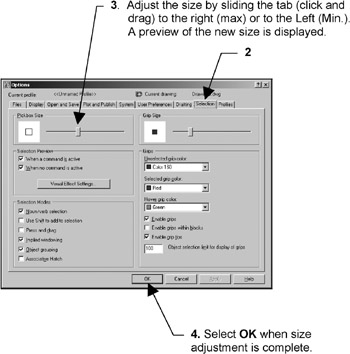 3. Adjust the size by sliding the tab (click and
drag) to the right (max) or to the Left (Min.).
A preview of the new size is displayed.
2
Options
Current profile: <<Unnamed Profile>> Current drawing:
Files Display Open and Save Plot and Publish System User Preferences Drafting Selection Profiles
Pickbox Size
Grip Size
Selection Preview
When a command is active
When no command is active
Visual Effect Settings...
Selection Modes
Noun/verb selection
Use Shift to add to selection
Press and drag
Implied windowing
Object grouping
Associative Hatch
Grips
Unselected grip color:
Color 150
Selected grip color:
Red
Hover grip color:
Green
Enable grips
Enable grips within blocks
Enable grip tips
100 Object selection limit for display of grips
OK Cancel Apply Help
4. Select OK when size
adjustment is complete.